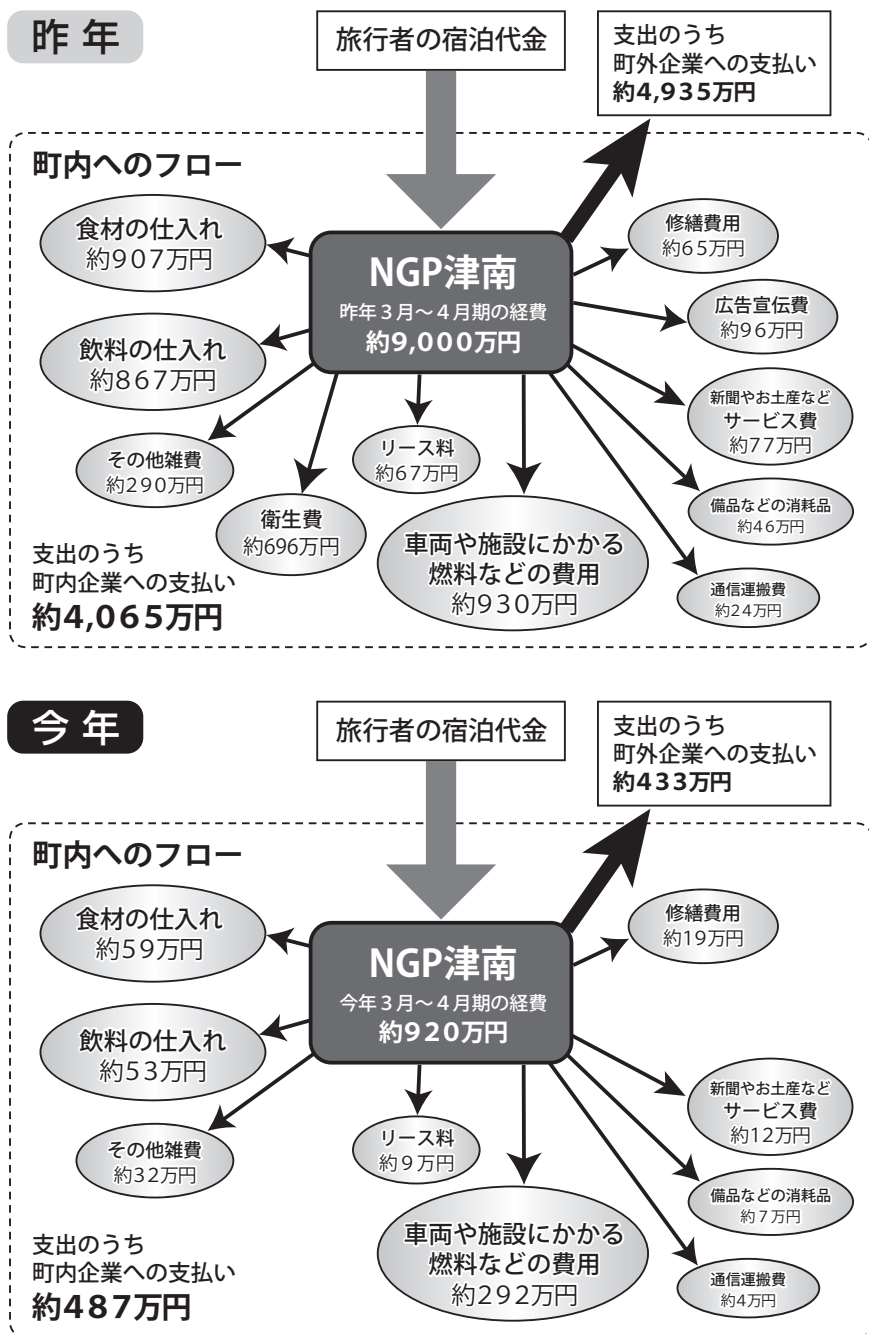 昨年
旅行者の宿泊代金
支出のうち
町外企業への支払い
約4,935万円
町内へのフロー
食材の仕入れ
約907万円
飲料の仕入れ
約867万円
その他雑費
約290万円
衛生費
約696万円
リース料
約67万円
車両や施設にかかる
燃料などの費用
約930万円
NGP津南
昨年3月～4月期の経費
約9,000万円
修繕費用
約65万円
広告宣伝費
約96万円
新聞やお土産など
サービス費
約77万円
備品などの消耗品
約46万円
通信運搬費
約24万円
支出のうち
町内企業への支払い
約4,065万円
今年
旅行者の宿泊代金
支出のうち
町外企業への支払い
約433万円
町内へのフロー
食材の仕入れ
約59万円
飲料の仕入れ
約53万円
その他雑費
約32万円
リース料
約9万円
車両や施設にかかる
燃料などの費用
約292万円
NGP津南
今年3月～4月期の経費
約920万円
修繕費用
約19万円
新聞やお土産など
サービス費
約12万円
備品などの消耗品
約7万円
通信運搬費
約4万円
支出のうち
町内企業への支払い
約487万円